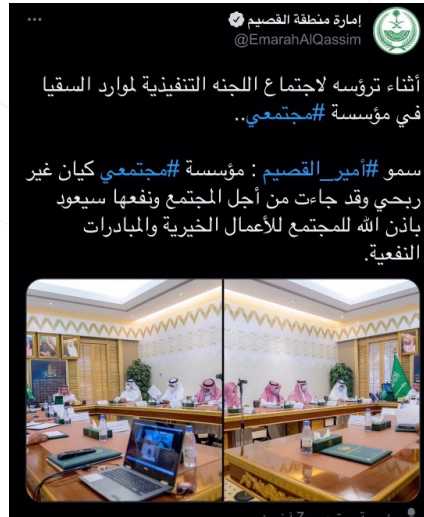 إمارة منطقة القصيم
@EmarahAlQassim
أثناء ترؤسه لاجتماع اللجنه التنفيذية لموارد السقيا
في مؤسسة #مجتمعي..
سمو #أمير_القصيم : مؤسسة #مجتمعي كيان غير
ربحي وقد جاءت من أجل المجتمع ونفعها سيعود
باذن الله للمجتمع للأعمال الخيرية والمبادرات
النفعية.